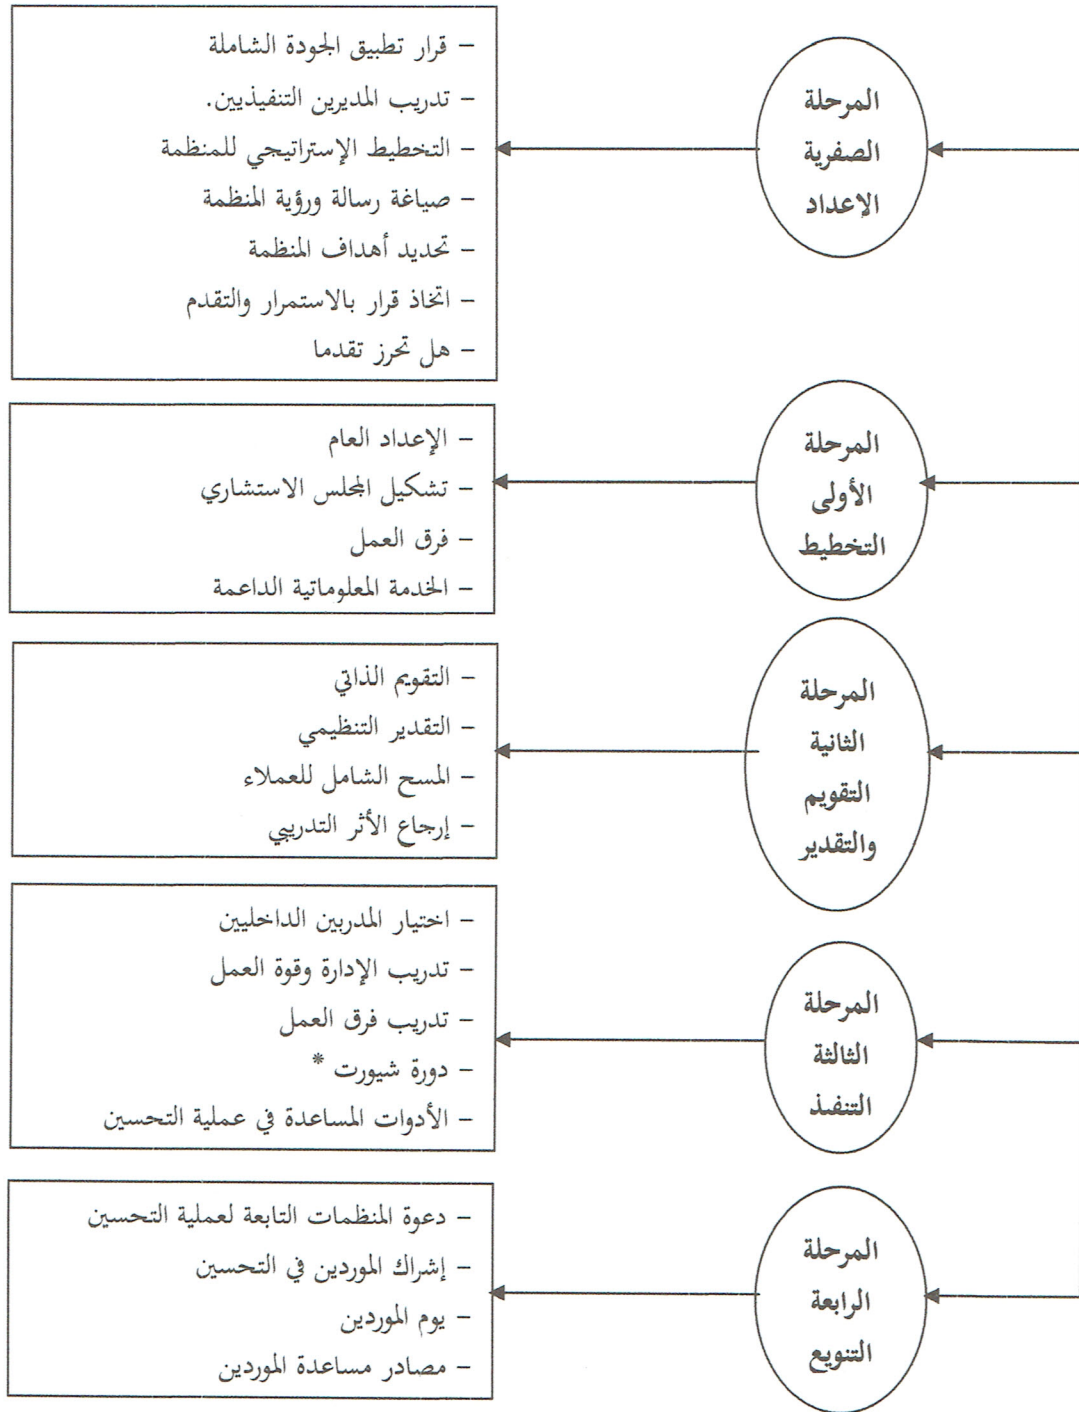 المرحلة
الصفرية
الاعداد
– قرار تطبيق الجودة الشاملة
– تدريب المديرين التنفيذيين.
– التخطيط الإستراتيجي للمنظمة
– صياغة رسالة ورؤية المنظمة
– تحديد أهداف المنظمة
– اتخاذ قرار بالاستمرار والتقدم
– هل تحرز تقدما
المرحلة
الأولى
التخطيط
– الإعداد العام
– تشكيل المجلس الاستشاري
– فرق العمل
– الخدمة المعلوماتية الداعمة
المرحلة
الثانية
التقويم
والتقدير
– التقويم الذاتي
– التقدير التنظيمي
– المسح الشامل للعملاء
– إرجاع الأثر التدريبي
المرحلة
الثالثة
التنفيذ
– اختيار المدربين الداخليين
– تدريب الإدارة وقوة العمل
– تدريب فرق العمل
– دورة شيورت *
– الأدوات المساعدة في عملية التحسين
المرحلة
الرابعة
التنويع
– دعوة المنظمات التابعة لعملية التحسين
– إشراك الموردين في التحسين
– يوم الموردين
– مصادر مساعدة الموردين